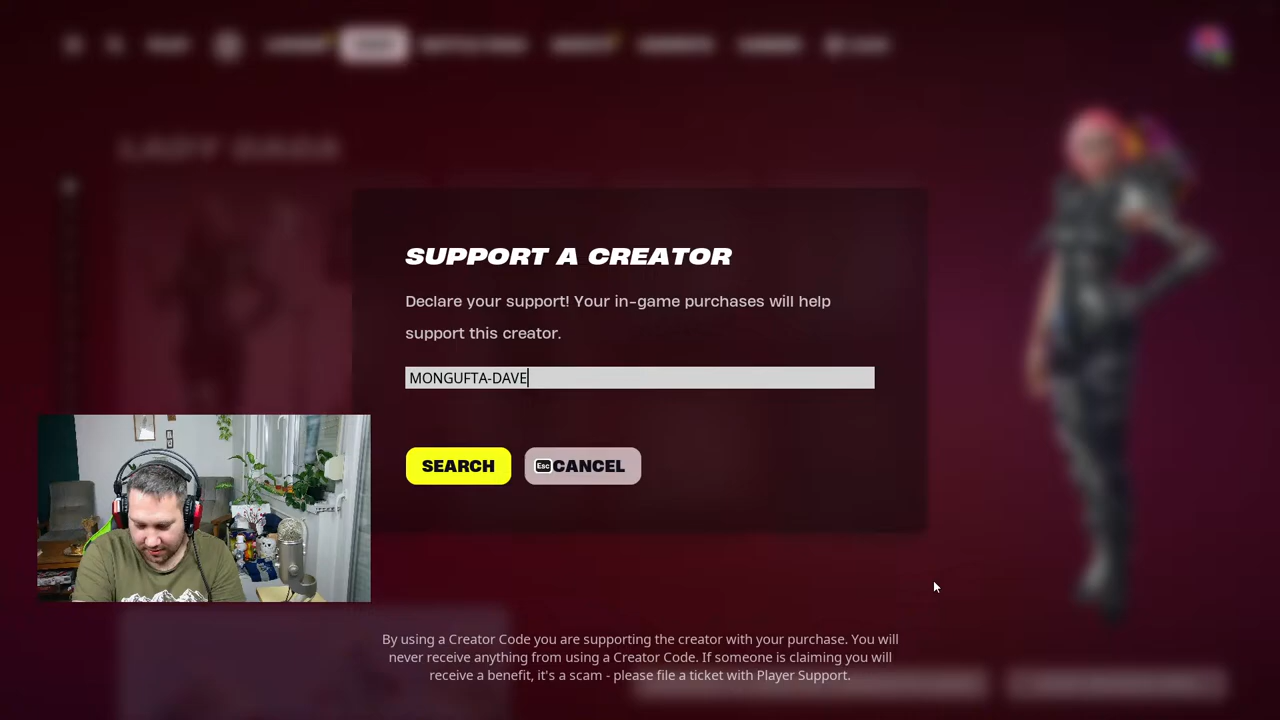 SUPPORT A CREATOR
Declare your support! Your in-game purchases will help
support this creator.
MONGUFTA-DAVE
SEARCH
Esc CANCEL
By using a Creator Code you are supporting the creator with your purchase. You will
never receive anything from using a Creator Code. If someone is claiming you will
receive a benefit, it's a scam - please file a ticket with Player Support.